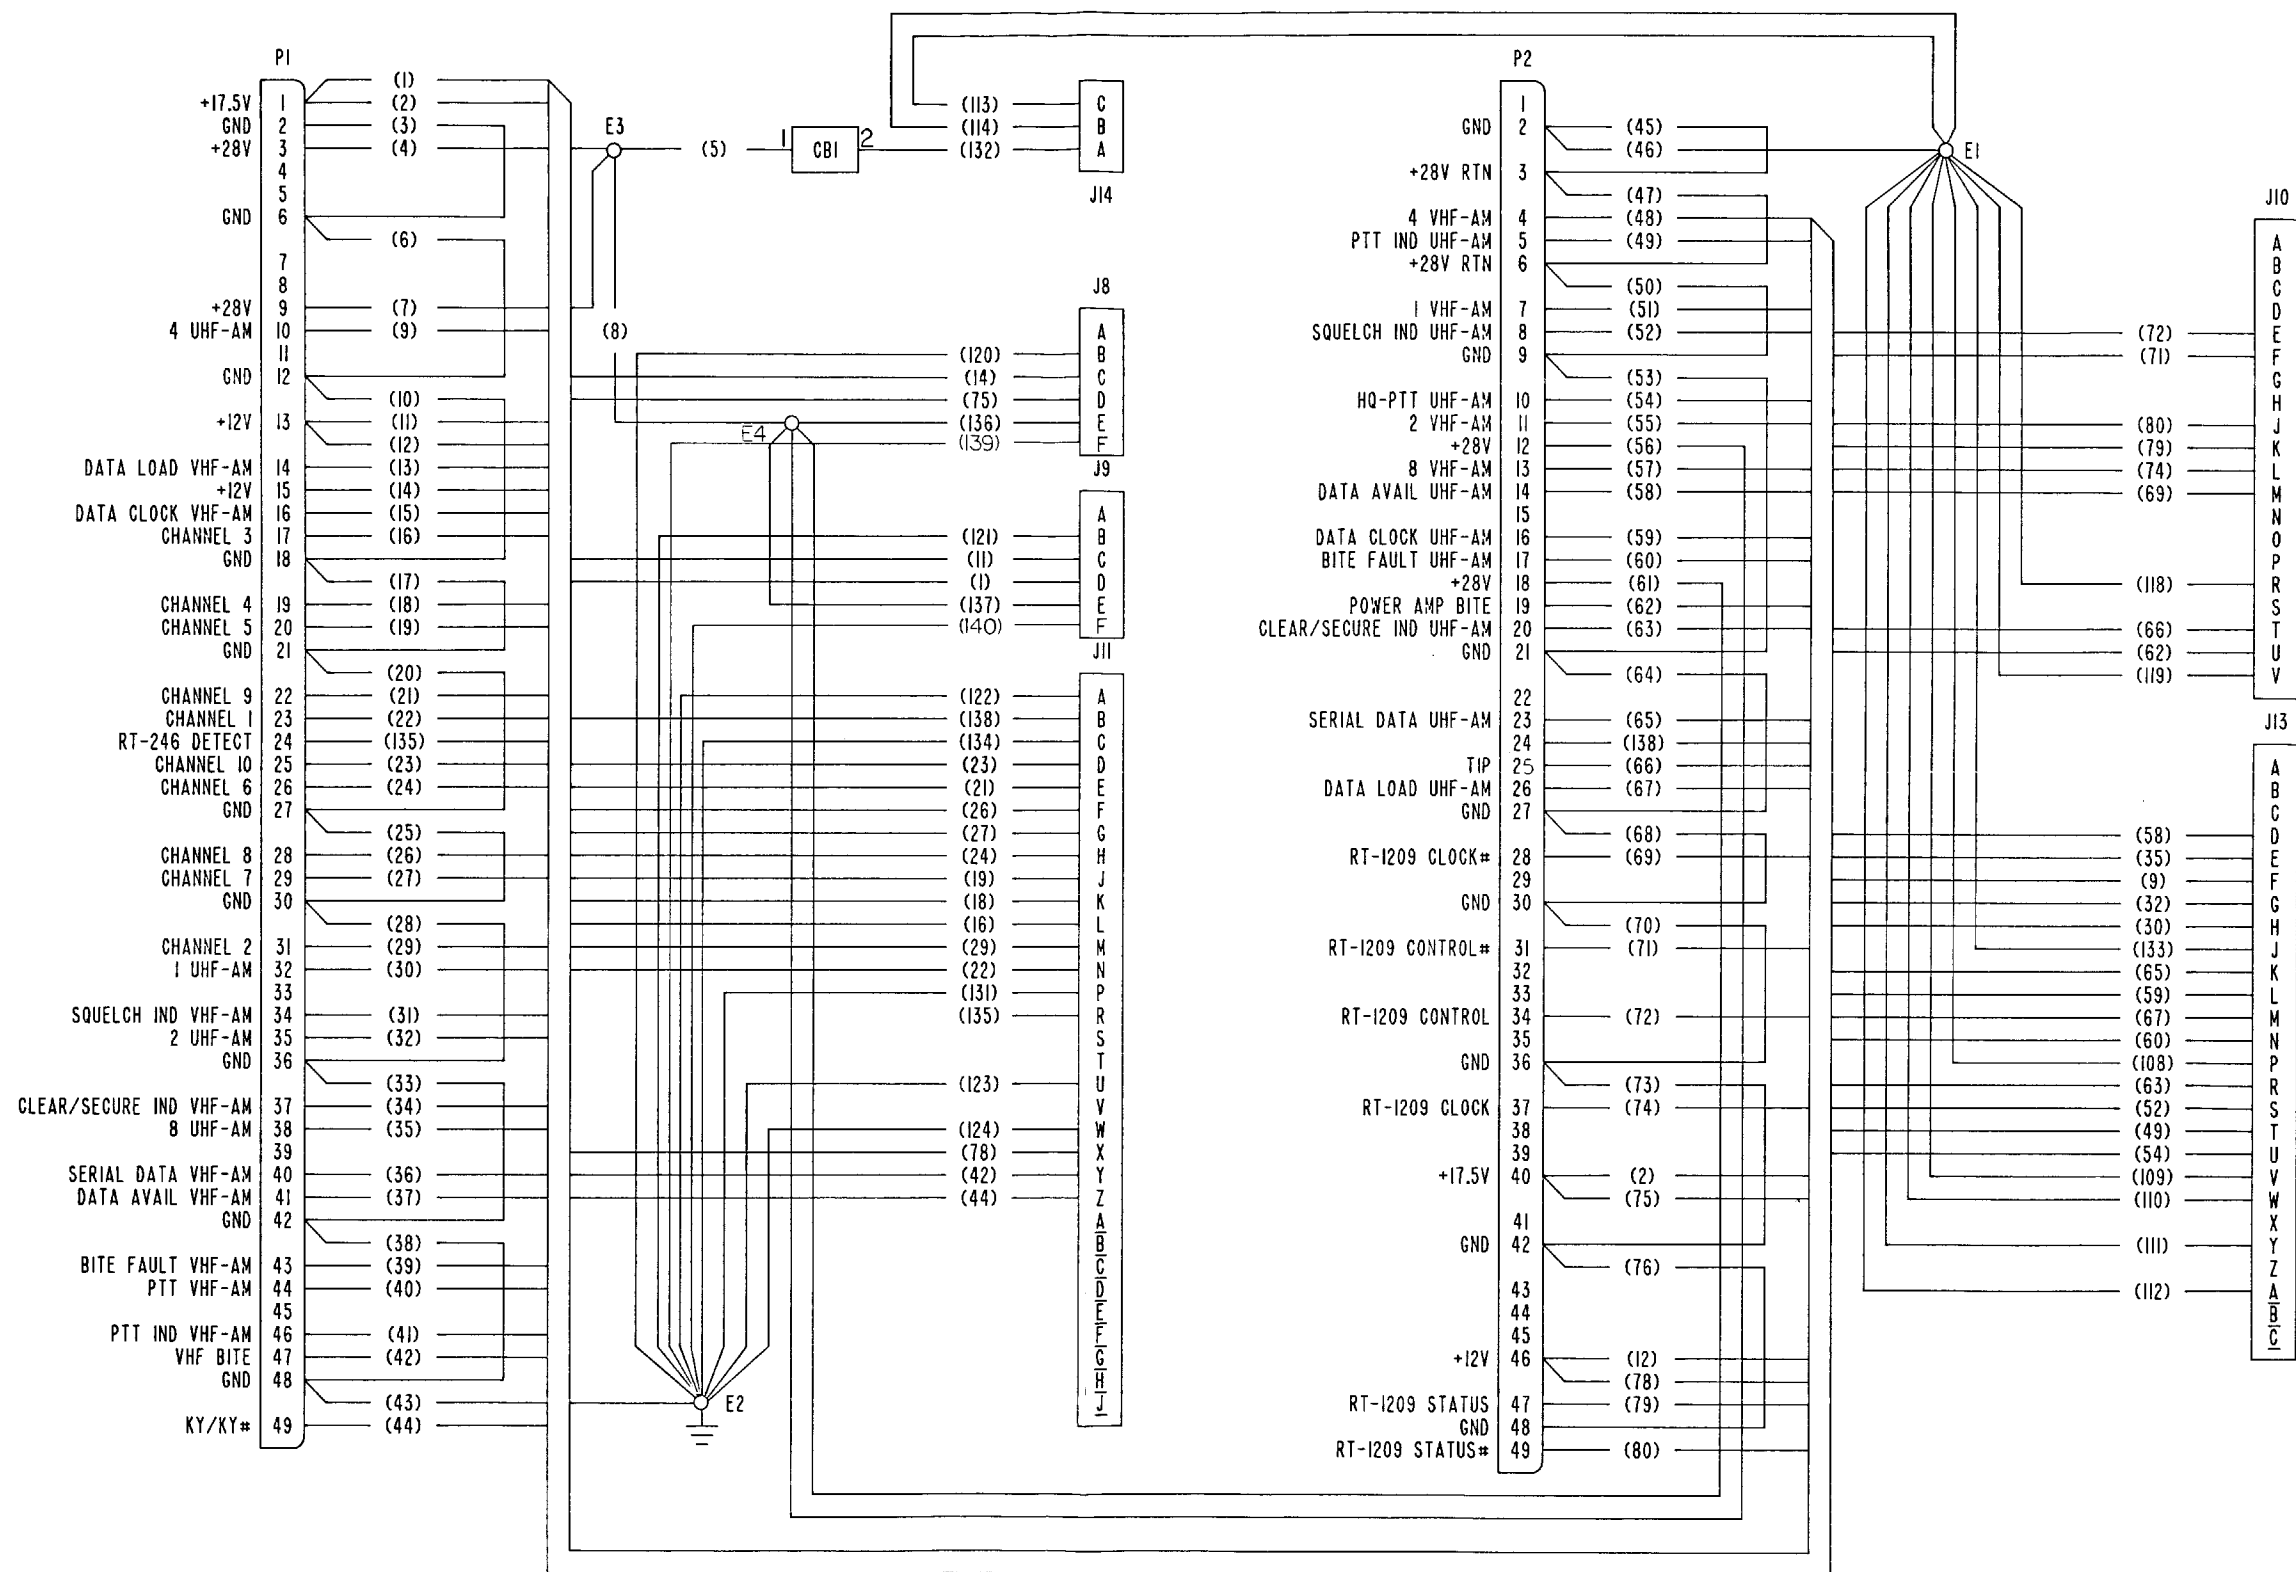 P1
+17.5V 1 (1)
(2)
GND 2 (3)
+28V 3 (4)
4
5
GND 6
(6)
7
8
+28V 9 (7)
4 UHF-AM 10 (9)
11
GND 12
(10)
+12V 13 (11)
(12)
DATA LOAD VHF-AM 14 (13)
+12V 15 (14)
DATA CLOCK VHF-AM 16 (15)
CHANNEL 3 17 (16)
GND 18
(17)
CHANNEL 4 19 (18)
CHANNEL 5 20 (19)
GND 21
(20)
CHANNEL 9 22 (21)
CHANNEL 1 23 (22)
RT-246 DETECT 24 (135)
CHANNEL 10 25 (23)
CHANNEL 6 26 (24)
GND 27
(25)
CHANNEL 8 28 (26)
CHANNEL 7 29 (27)
GND 30
(28)
CHANNEL 2 31 (29)
1 UHF-AM 32 (30)
33
SQUELCH IND VHF-AM 34 (31)
2 UHF-AM 35 (32)
GND 36
(33)
CLEAR/SECURE IND VHF-AM 37 (34)
8 UHF-AM 38 (35)
39
SERIAL DATA VHF-AM 40 (36)
DATA AVAIL VHF-AM 41 (37)
GND 42
(38)
BITE FAULT VHF-AM 43 (39)
PTT VHF-AM 44 (40)
45
PTT IND VHF-AM 46 (41)
VHF BITE 47 (42)
GND 48
(43)
KY/KY# 49 (44)
E3
(5)
1 CB1 2
(8)
E4
E2
(113) C
(114) B
(132) A
J14
J8
A
(120) B
(14) C
(75) D
(136) E
(139) F
J9
A
(121) B
(11) C
(1) D
(137) E
(140) F
J11
(122) A
(138) B
(134) C
(23) D
(21) E
(26) F
(27) G
(24) H
(19) J
(18) K
(16) L
(29) M
(22) N
(131) P
(135) R
S
T
(123) U
V
(124) W
(78) X
(42) Y
(44) Z
A
B
C
D
E
F
G
H
J
P2
1
GND 2 (45)
(46)
+28V RTN 3
(47)
4 VHF-AM 4 (48)
PTT IND UHF-AM 5 (49)
+28V RTN 6
(50)
1 VHF-AM 7 (51)
SQUELCH IND UHF-AM 8 (52)
GND 9
(53)
HQ-PTT UHF-AM 10 (54)
2 VHF-AM 11 (55)
+28V 12 (56)
8 VHF-AM 13 (57)
DATA AVAIL UHF-AM 14 (58)
15
DATA CLOCK UHF-AM 16 (59)
BITE FAULT UHF-AM 17 (60)
+28V 18 (61)
POWER AMP BITE 19 (62)
CLEAR/SECURE IND UHF-AM 20 (63)
GND 21
(64)
22
SERIAL DATA UHF-AM 23 (65)
24 (138)
TIP 25 (66)
DATA LOAD UHF-AM 26 (67)
GND 27
(68)
RT-1209 CLOCK# 28 (69)
29
GND 30
(70)
RT-1209 CONTROL# 31 (71)
32
33
RT-1209 CONTROL 34 (72)
35
GND 36
(73)
RT-1209 CLOCK 37 (74)
38
39
+17.5V 40 (2)
(75)
41
GND 42
(76)
43
44
45
+12V 46 (12)
(78)
RT-1209 STATUS 47 (79)
GND 48
RT-1209 STATUS# 49 (80)
E1
J10
A
B
C
D
(72) E
(71) F
G
H
(80) J
(79) K
(74) L
(69) M
N
O
P
(118) R
S
(66) T
(62) U
(119) V
J13
A
B
C
(58) D
(35) E
(9) F
(32) G
(30) H
(133) J
(65) K
(59) L
(67) M
(60) N
(108) P
(63) R
(52) S
(49) T
(54) U
(109) V
(110) W
X
(111) Y
Z
(112) A
B
C